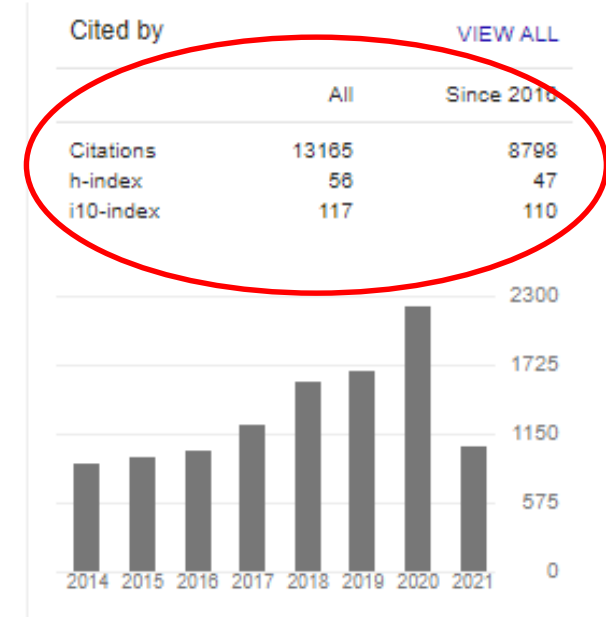 Cited by VIEW ALL
All Since 2016
Citations 13165 8798
h-index 56 47
i10-index 117 110
2300
1725
1150
575
0
2014 2015 2016 2017 2018 2019 2020 2021